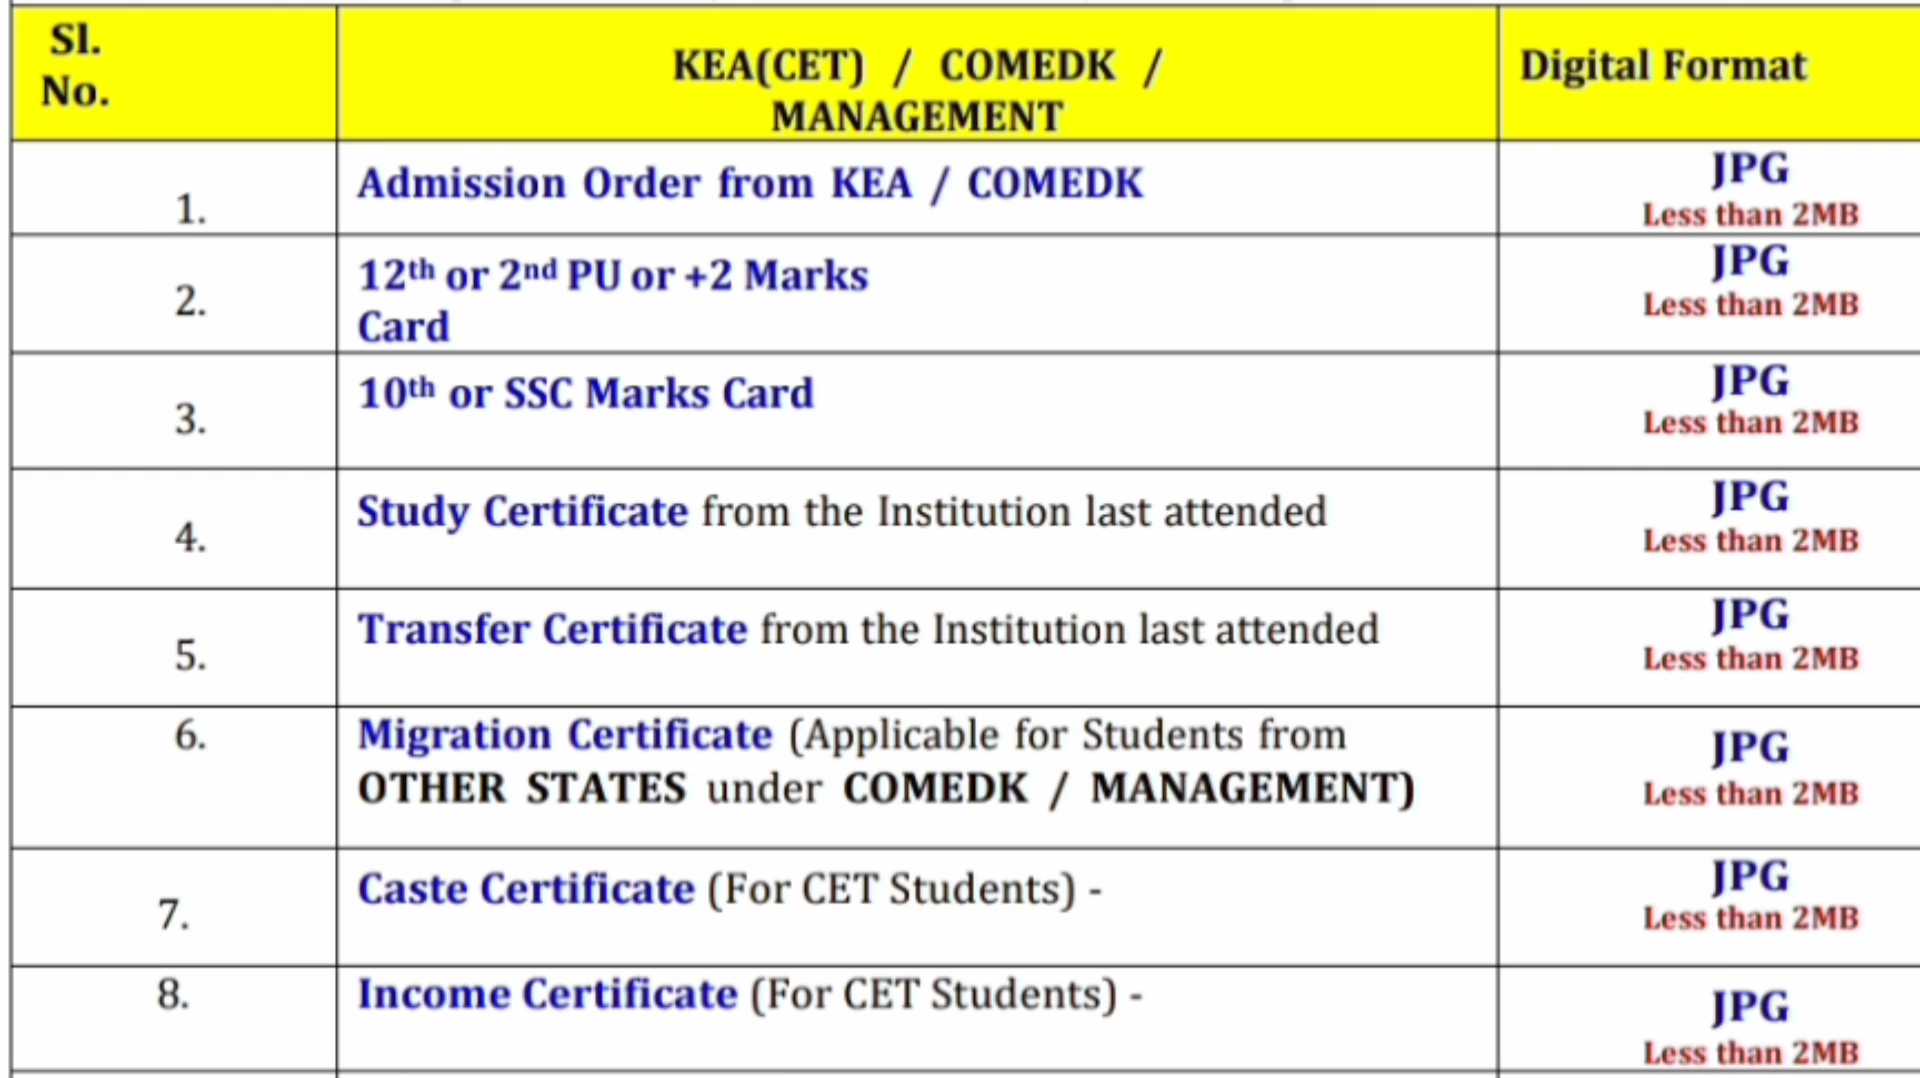 Sl.
No.
KEA(CET) / COMEDK /
MANAGEMENT
Digital Format
1.
Admission Order from KEA / COMEDK
JPG
Less than 2MB
2.
12th or 2nd PU or +2 Marks
Card
JPG
Less than 2MB
3.
10th or SSC Marks Card
JPG
Less than 2MB
4.
Study Certificate from the Institution last attended
JPG
Less than 2MB
5.
Transfer Certificate from the Institution last attended
JPG
Less than 2MB
6.
Migration Certificate (Applicable for Students from
OTHER STATES under COMEDK / MANAGEMENT)
JPG
Less than 2MB
7.
Caste Certificate (For CET Students) -
JPG
Less than 2MB
8.
Income Certificate (For CET Students) -
JPG
Less than 2MB